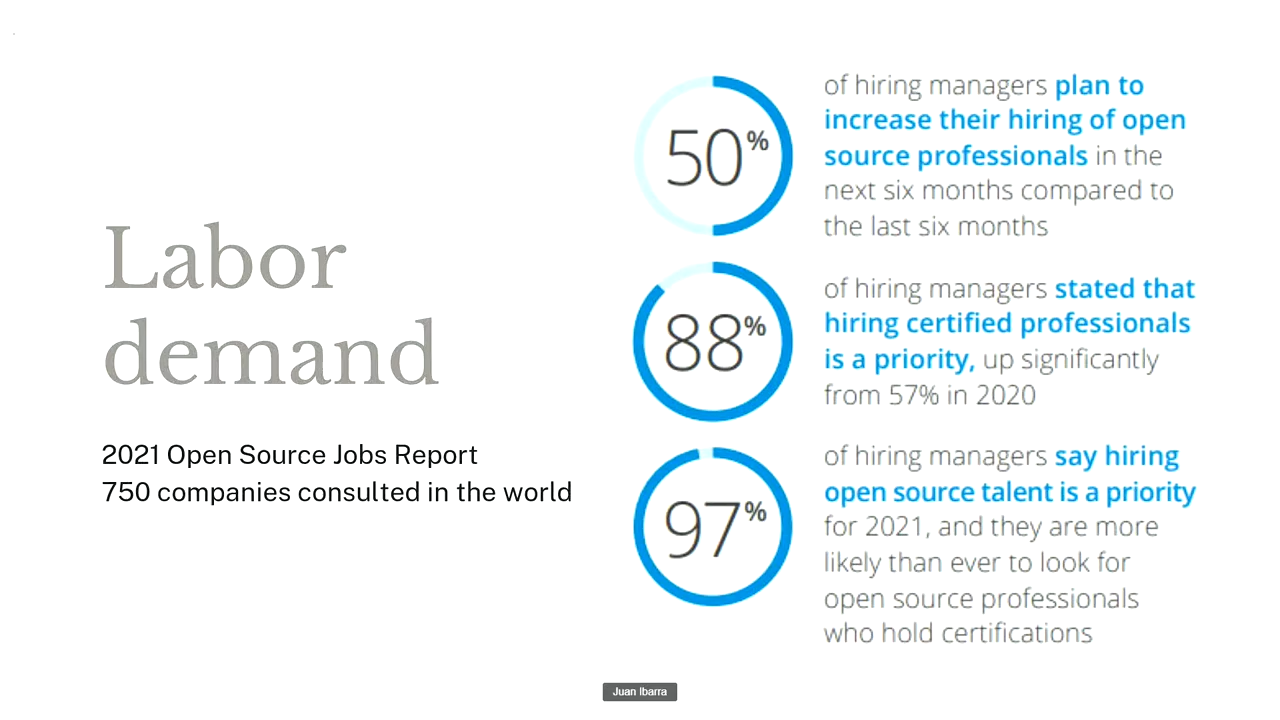 Labor
demand
2021 Open Source Jobs Report
750 companies consulted in the world
50%
of hiring managers plan to
increase their hiring of open
source professionals in the
next six months compared to
the last six months
88%
of hiring managers stated that
hiring certified professionals
is a priority, up significantly
from 57% in 2020
97%
of hiring managers say hiring
open source talent is a priority
for 2021, and they are more
likely than ever to look for
open source professionals
who hold certifications
Juan Ibarra